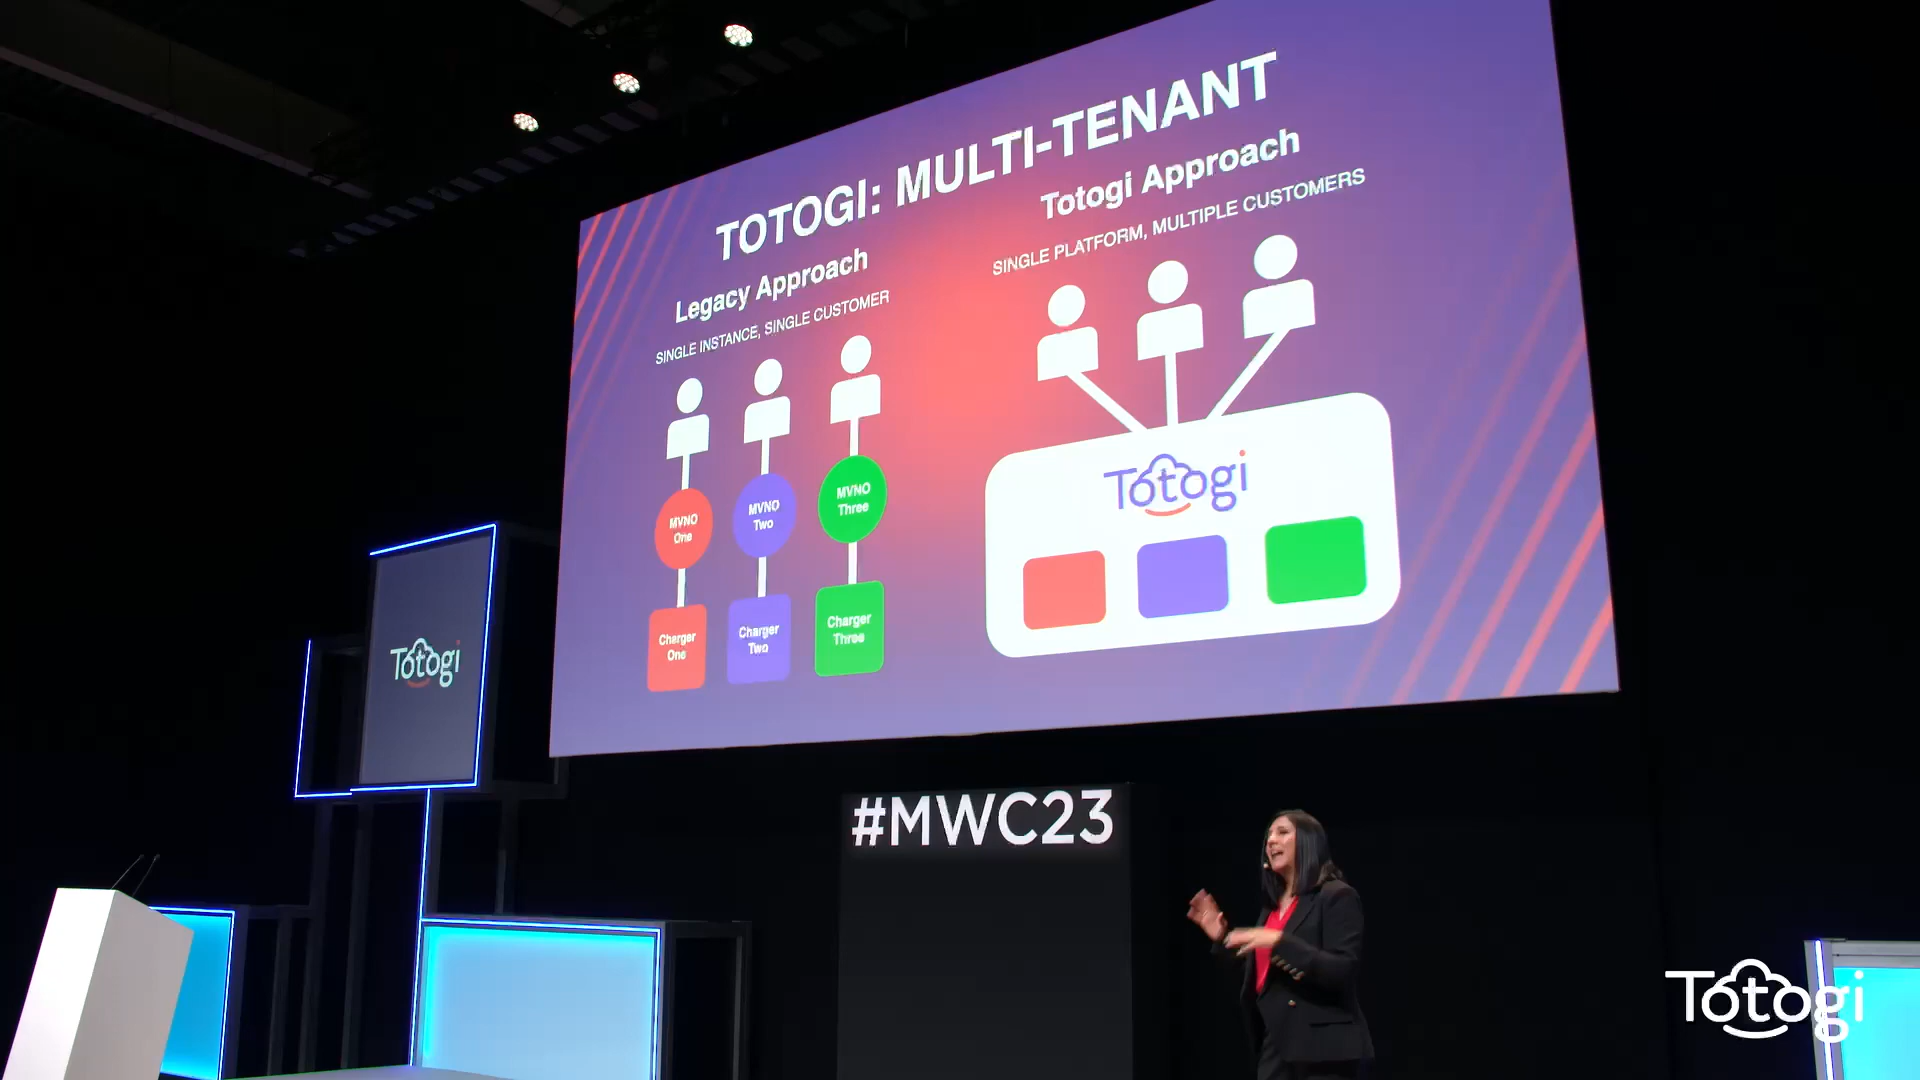 TOTOGI: MULTI-TENANT
Legacy Approach
SINGLE INSTANCE, SINGLE CUSTOMER
MVNO
One
MVNO
Two
MVNO
Three
Charger
One
Charger
Two
Charger
Three
Totogi Approach
SINGLE PLATFORM, MULTIPLE CUSTOMERS
Totogi
Totogi
#MWC23
Totogi